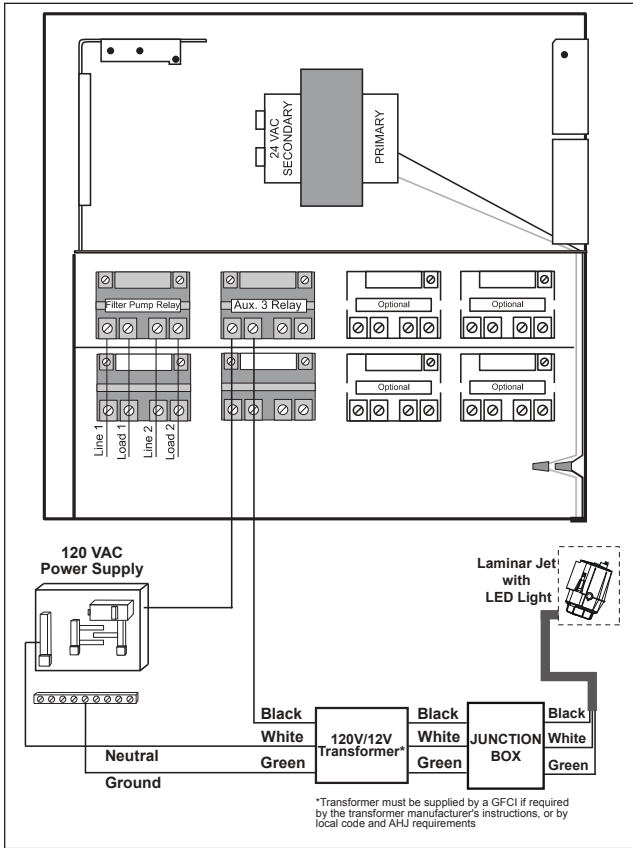 24 VAC
SECONDARY
PRIMARY
Filter Pump Relay
Aux. 3 Relay
Optional
Optional
Optional
Optional
Line 1
Load 1
Line 2
Load 2
120 VAC
Power Supply
Laminar Jet
with
LED Light
Black
White
Green
Neutral
Ground
120V/12V
Transformer*
Black
White
Green
JUNCTION
BOX
Black
White
Green
*Transformer must be supplied by a GFCI if required
by the transformer manufacturer's instructions, or by
local code and AHJ requirements